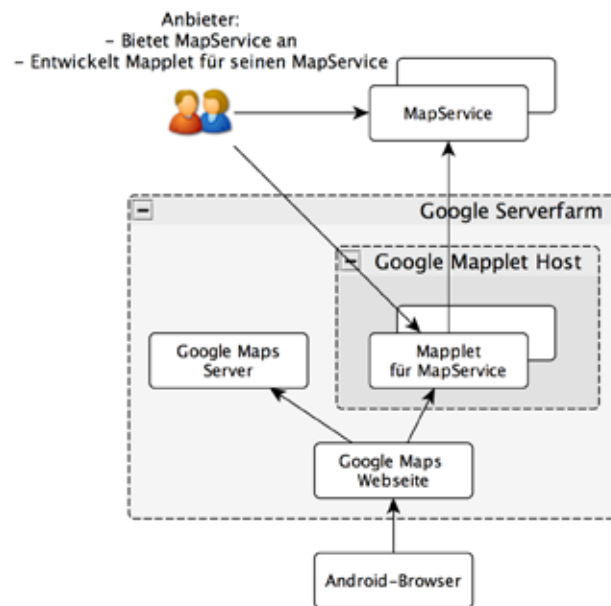 Anbieter:
- Bietet MapService an
- Entwickelt Mapplet für seinen MapService
MapService
Google Serverfarm
Google Mapplet Host
Google Maps
Server
Mapplet
für MapService
Google Maps
Webseite
Android-Browser